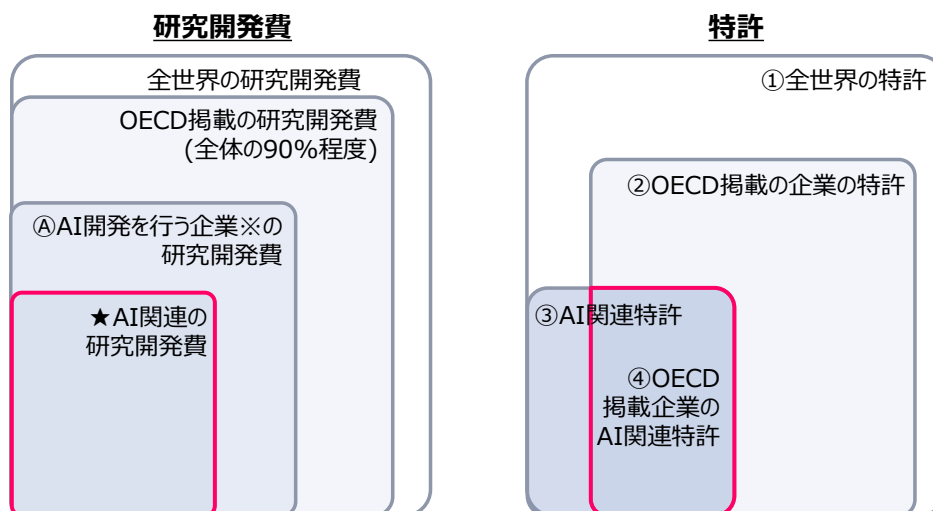 研究開発費
全世界の研究開発費
OECD掲載の研究開発費
(全体の90%程度)
ⒶAI開発を行う企業※の
研究開発費
★AI関連の
研究開発費
特許
①全世界の特許
②OECD掲載の企業の特許
③AI関連特許
④OECD
掲載企業の
AI関連特許